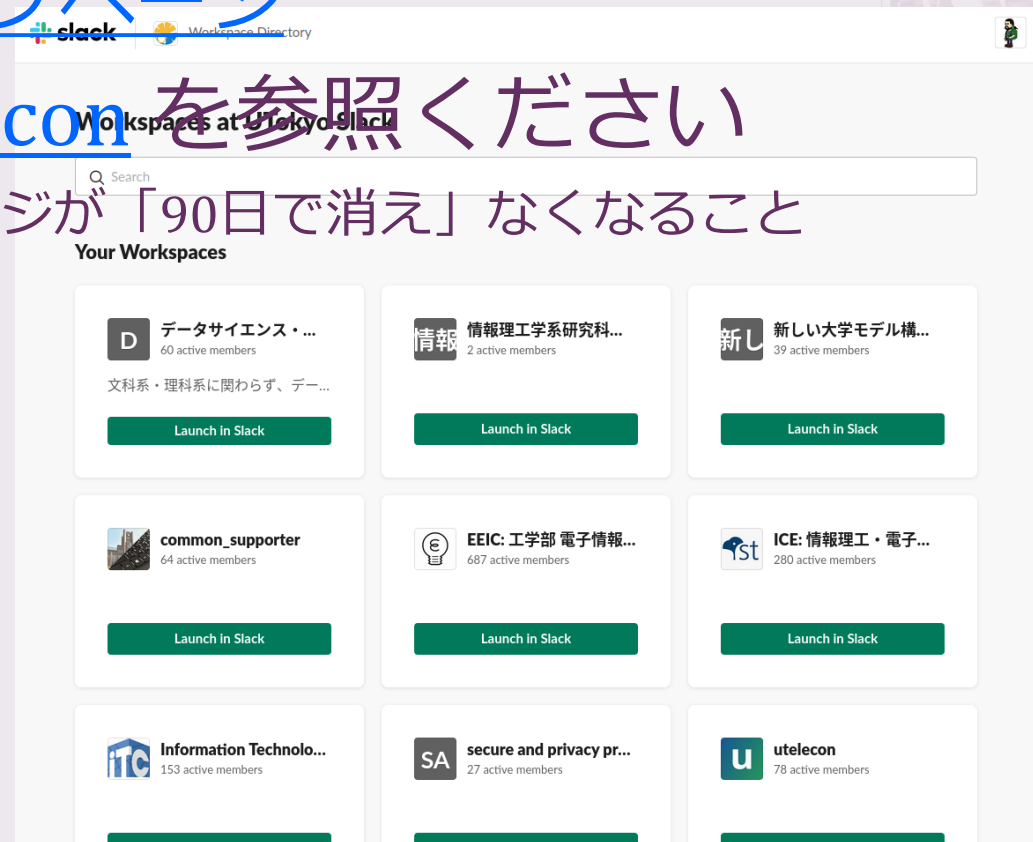 slack Workspace Directory
con を参照ください
Workspaces at UTokyo Slack
Search
ジが「90日で消え」なくなること
Your Workspaces
D データサイエンス・...
60 active members
文科系・理科系に関わらず、デー...
Launch in Slack
情報 情報理工学系研究科...
2 active members
Launch in Slack
新し 新しい大学モデル構...
39 active members
Launch in Slack
common_supporter
64 active members
Launch in Slack
EEIC: 工学部 電子情報...
687 active members
Launch in Slack
st ICE: 情報理工・電子...
280 active members
Launch in Slack
iTC Information Technolo...
153 active members
SA secure and privacy pr...
27 active members
u utelecon
78 active members